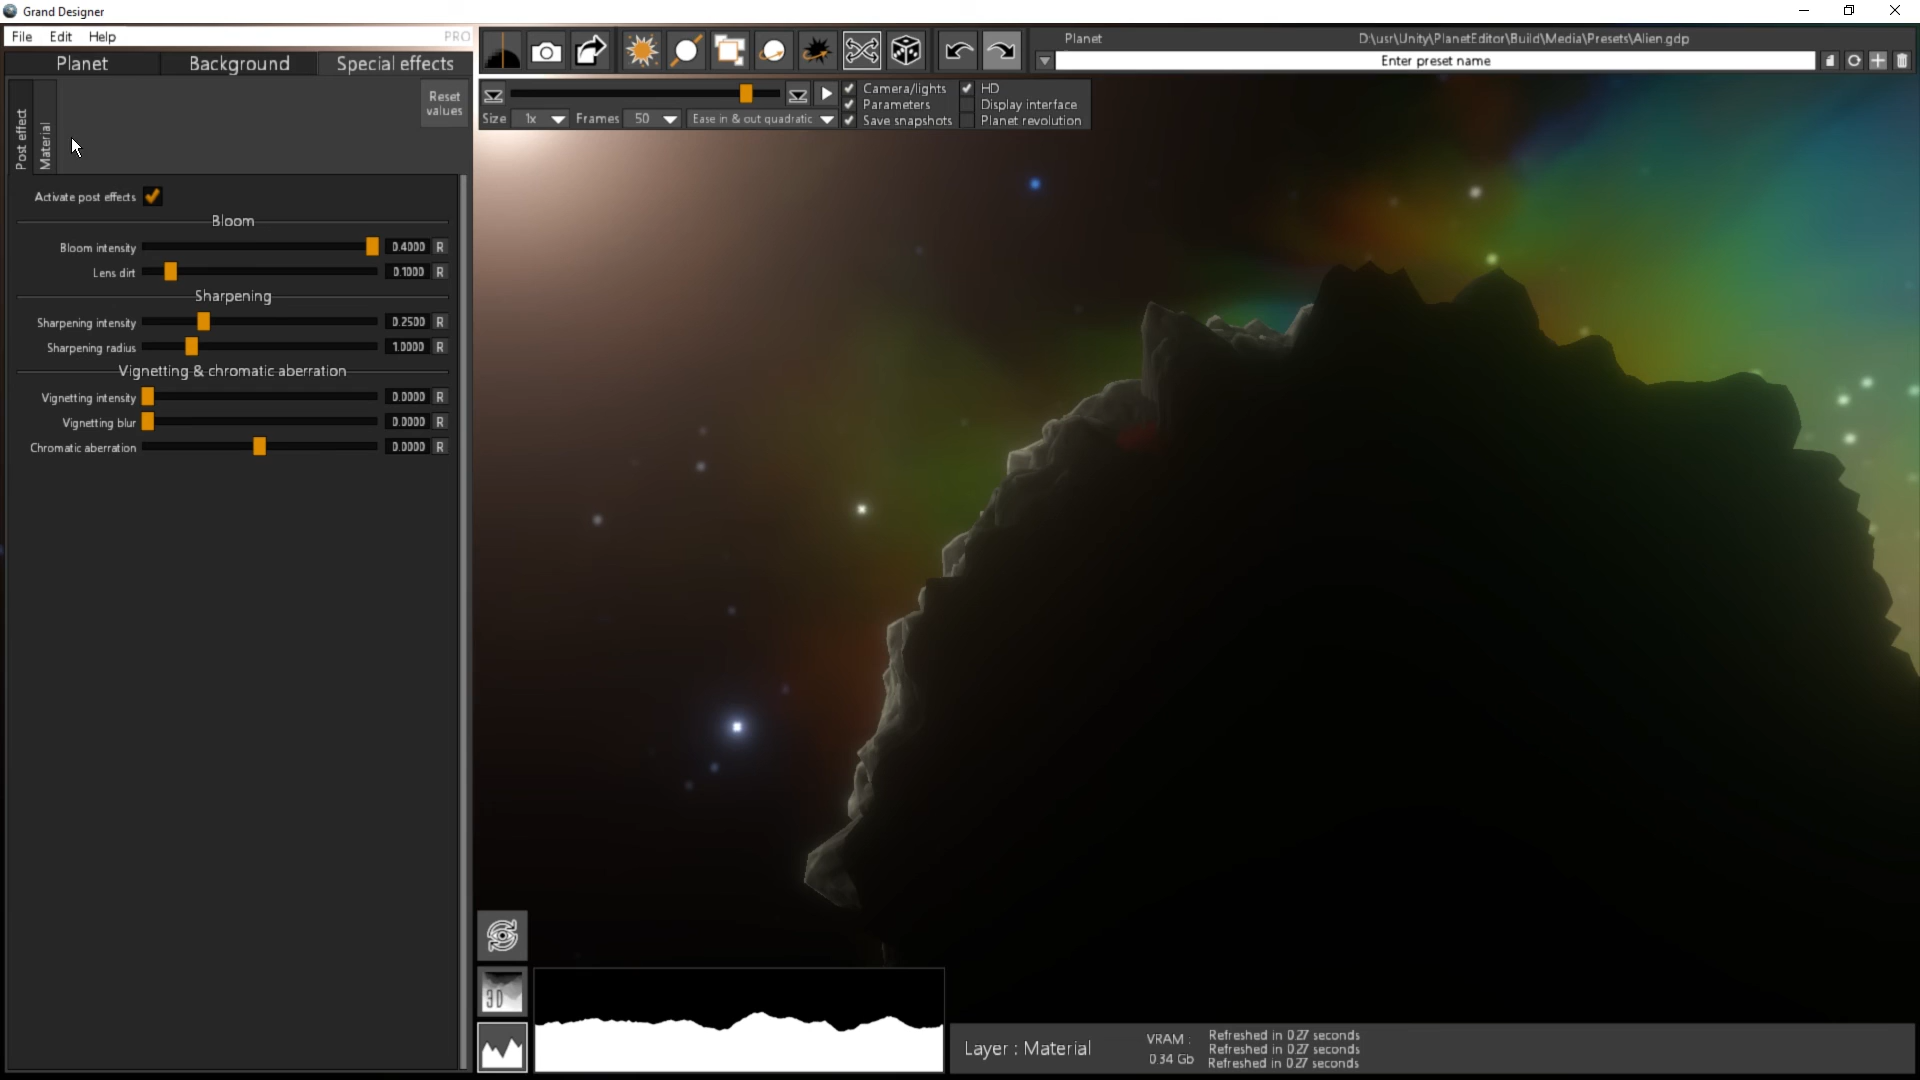 Grand Designer
File Edit Help PRO
Planet Background Special effects
Reset
values
Post effect
Material
Activate post effects
Bloom
Bloom intensity 0.4000 R
Lens dirt 0.1000 R
Sharpening
Sharpening intensity 0.2500 R
Sharpening radius 1.0000 R
Vignetting & chromatic aberration
Vignetting intensity 0.0000 R
Vignetting blur 0.0000 R
Chromatic aberration 0.0000 R
Planet D:\usr\Unity\PlanetEditor\Build\Media\Presets\Alien.gdp
Enter preset name
Camera/lights HD
Parameters Display interface
Size 1x Frames 50 Ease in & out quadratic Save snapshots Planet revolution
3D
Layer : Material
VRAM :
0.34 Gb
Refreshed in 0.27 seconds
Refreshed in 0.27 seconds
Refreshed in 0.27 seconds